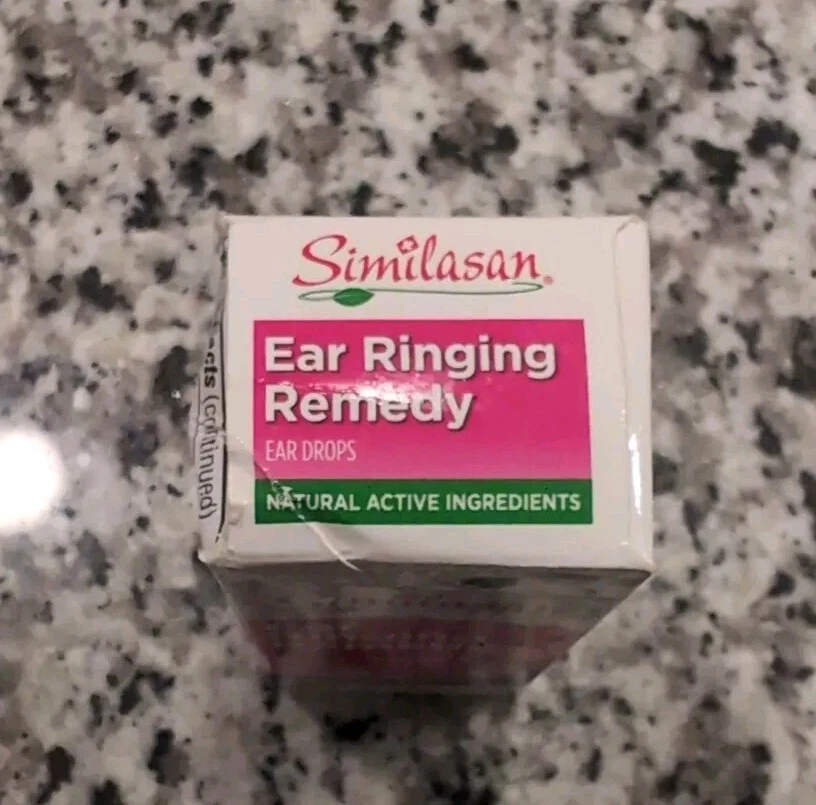 Similasan®
Ear Ringing
Remedy
EAR DROPS
NATURAL ACTIVE INGREDIENTS
(continued)